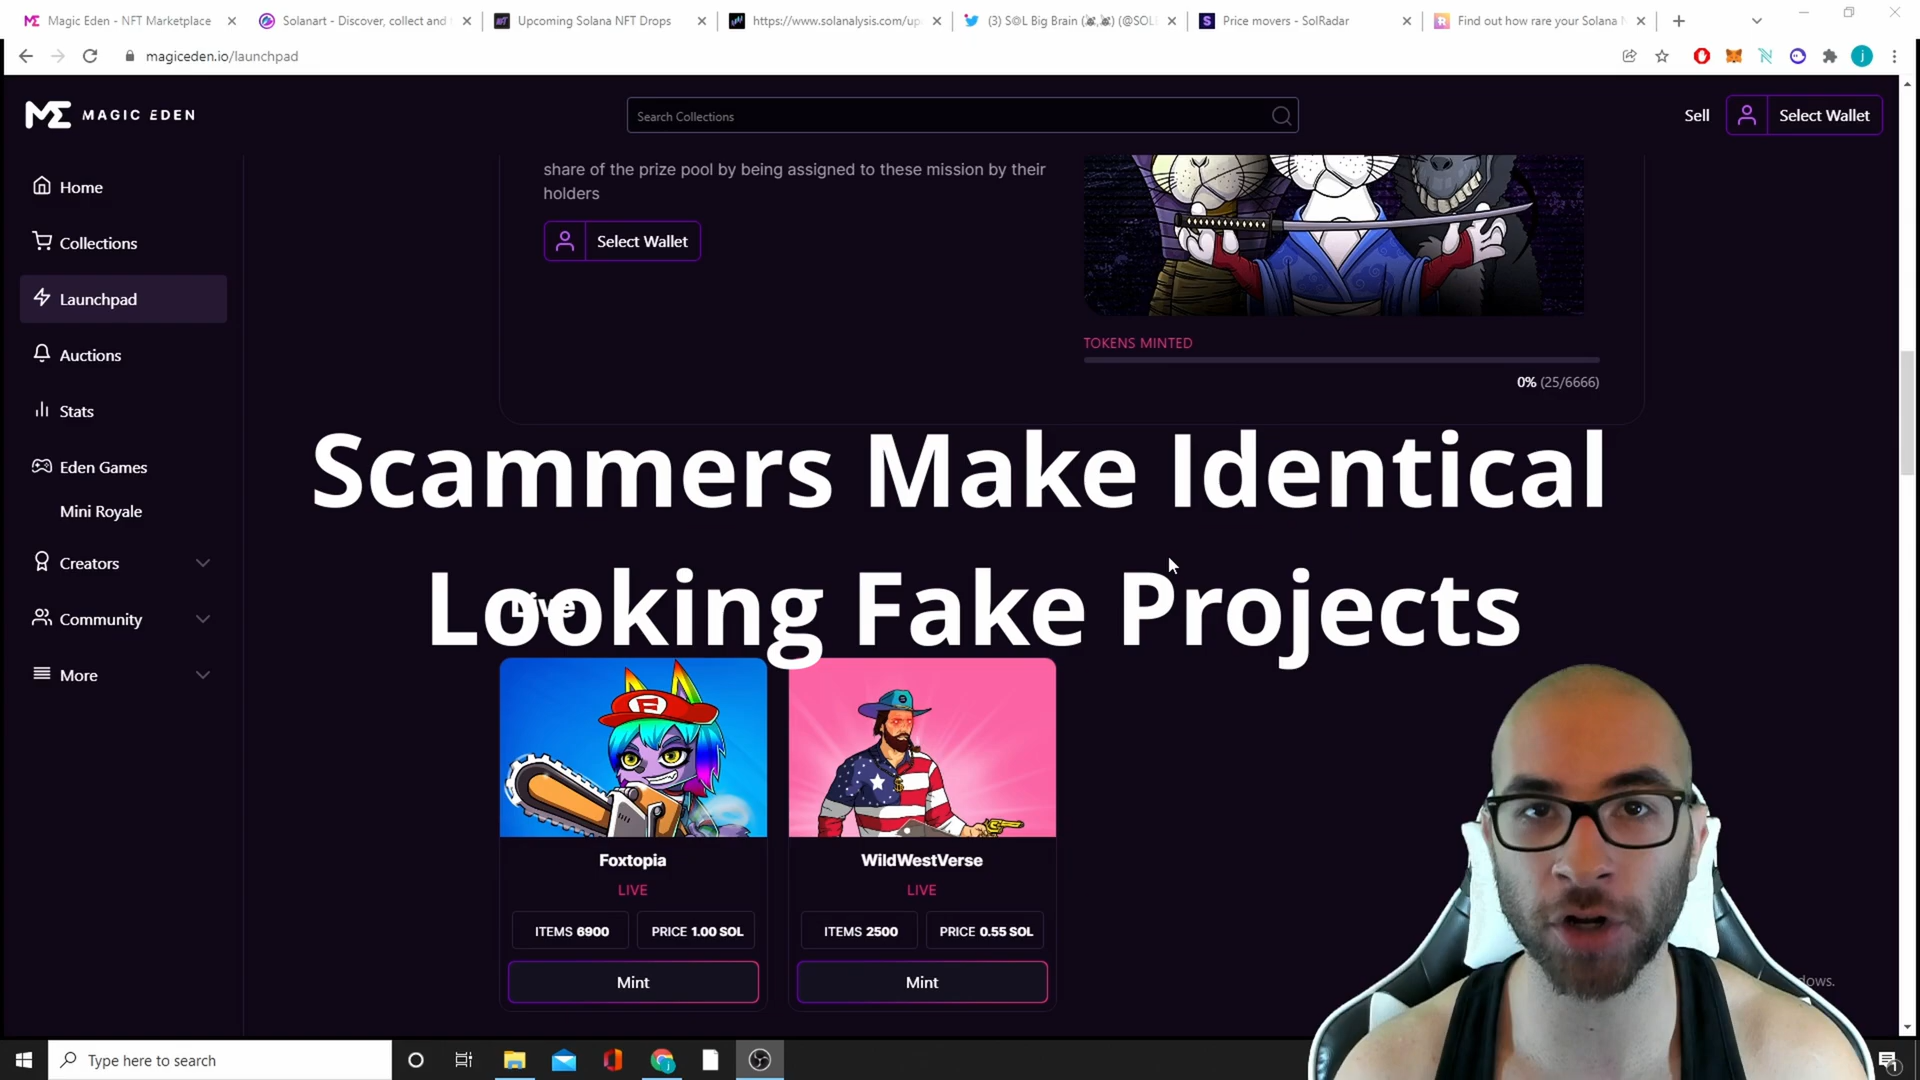 Magic Eden - NFT Marketplace
Solanart - Discover, collect and
Upcoming Solana NFT Drops
https://www.solanalysis.com/up
(3) S◎L Big Brain (🐼,🐼) (@SOL
Price movers - SolRadar
Find out how rare your Solana N
magiceden.io/launchpad
j
MAGIC EDEN
Search Collections
Sell
Select Wallet
Home
Collections
Launchpad
Auctions
Stats
Eden Games
Mini Royale
Creators
Community
More
share of the prize pool by being assigned to these mission by their
holders
Select Wallet
TOKENS MINTED
0% (25/6666)
Scammers Make Identical
Looking Fake Projects
Live
Foxtopia
LIVE
ITEMS 6900
PRICE 1.00 SOL
Mint
WildWestVerse
LIVE
ITEMS 2500
PRICE 0.55 SOL
Mint
dows.
Type here to search
1